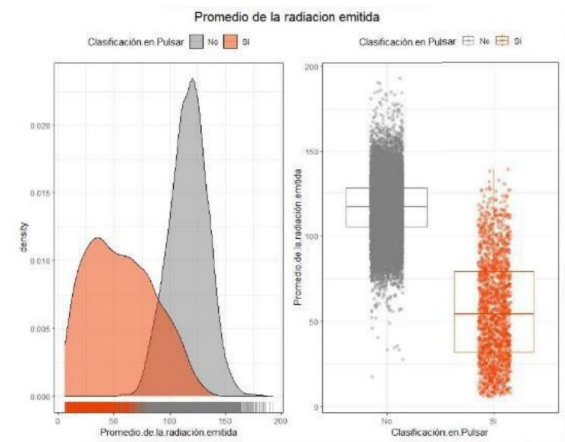 Promedio de la radiacion emitida
Clasificación en Pulsar No Si
Clasificación en Pulsar No Si
density
0.020
0.015
0.010
0.005
0.000
0 50 100 150 200
Promedio.de.la.radiación.emitida
Promedio.de.la.radiación.emitida
200
150
100
50
0
No Si
Clasificación.en.Pulsar